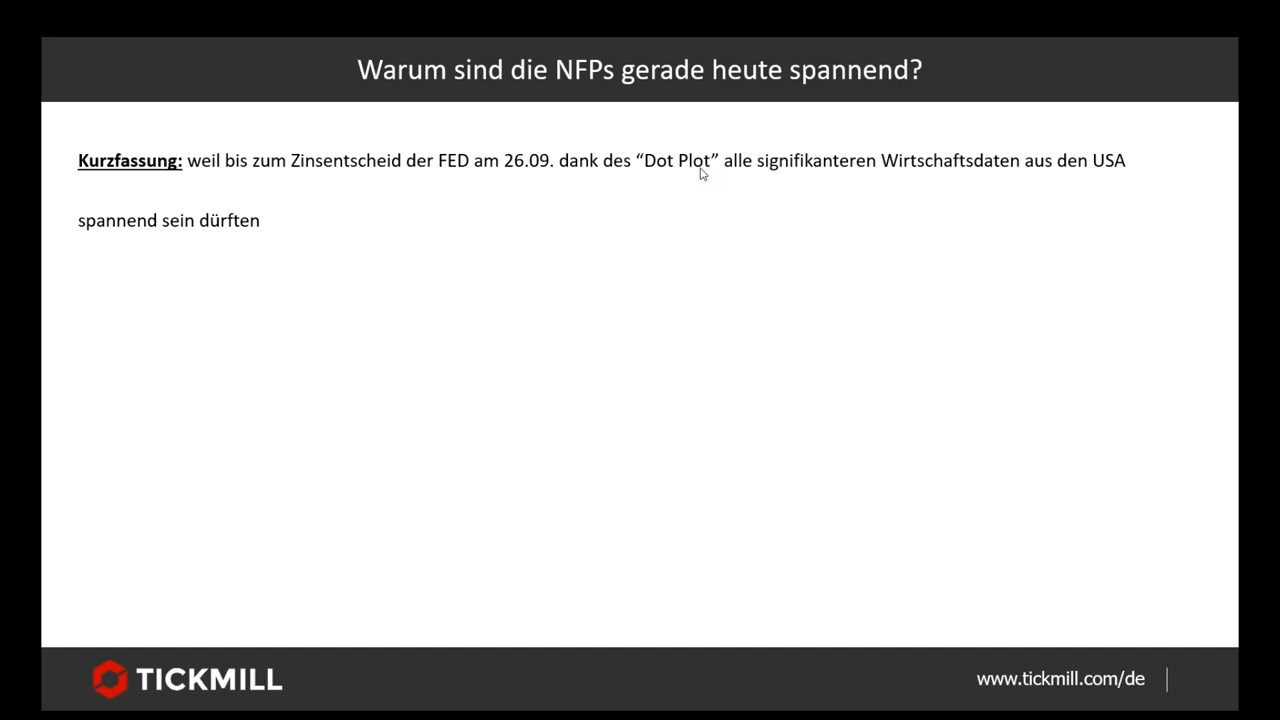 Warum sind die NFPs gerade heute spannend?
Kurzfassung: weil bis zum Zinsentscheid der FED am 26.09. dank des “Dot Plot” alle signifikanteren Wirtschaftsdaten aus den USA
spannend sein dürften
TICKMILL
www.tickmill.com/de